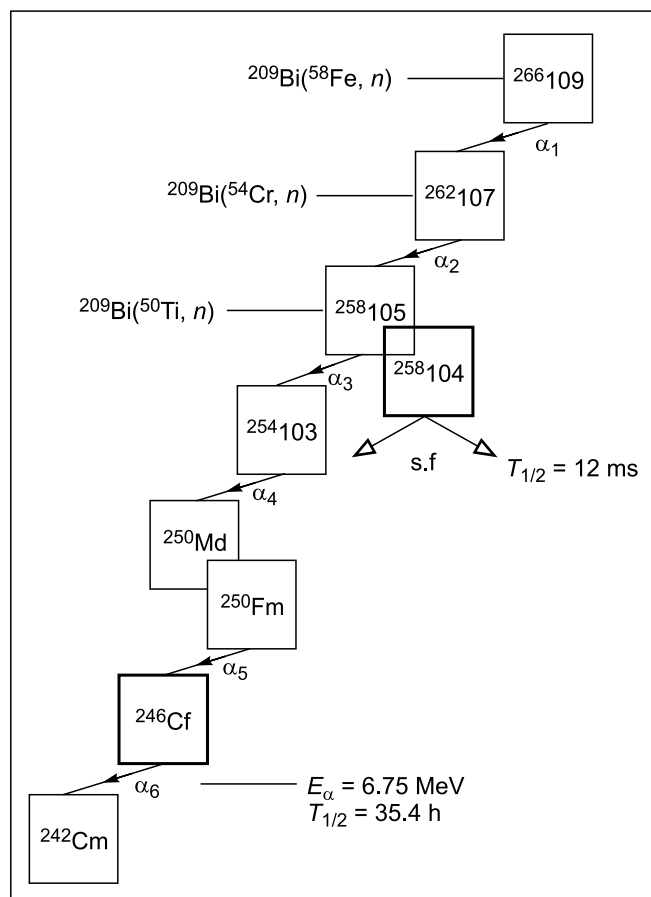 ²⁰⁹Bi(⁵⁸Fe, n)
²⁶⁶109
α₁
²⁰⁹Bi(⁵⁴Cr, n)
²⁶²107
α₂
²⁰⁹Bi(⁵⁰Ti, n)
²⁵⁸105
²⁵⁸104
α₃
²⁵⁴103
s.f
T₁/₂ = 12 ms
α₄
²⁵⁰Md
²⁵⁰Fm
α₅
²⁴⁶Cf
α₆
Eα = 6.75 MeV
T₁/₂ = 35.4 h
²⁴²Cm